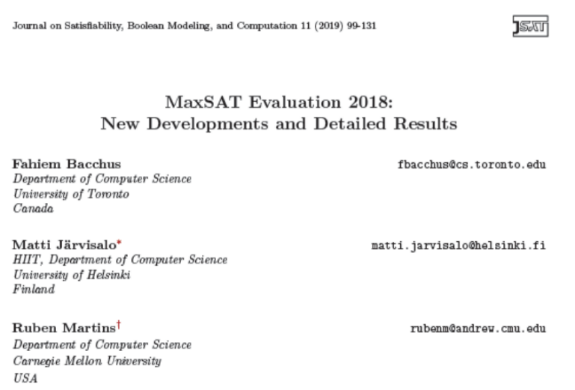 Journal on Satisfiability, Boolean Modeling, and Computation 11 (2019) 99-131
JSAT
MaxSAT Evaluation 2018:
New Developments and Detailed Results
Fahiem Bacchus fbacchus@cs.toronto.edu
Department of Computer Science
University of Toronto
Canada
Matti Järvisalo* matti.jarvisalo@helsinki.fi
HIIT, Department of Computer Science
University of Helsinki
Finland
Ruben Martins† rubenm@andrew.cmu.edu
Department of Computer Science
Carnegie Mellon University
USA